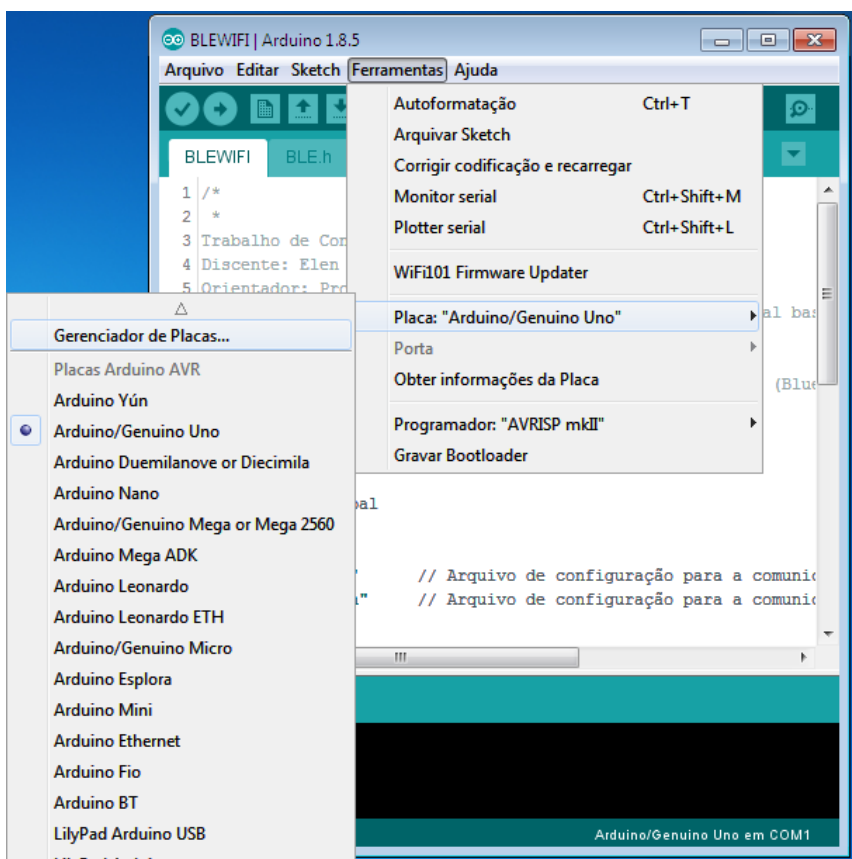 BLEWIFI | Arduino 1.8.5
Arquivo Editar Sketch Ferramentas Ajuda
BLEWIFI BLE.h
Autoformatação Ctrl+T
Arquivar Sketch
Corrigir codificação e recarregar
Monitor serial Ctrl+Shift+M
Plotter serial Ctrl+Shift+L
WiFi101 Firmware Updater
Placa: "Arduino/Genuino Uno"
Porta
Obter informações da Placa
Programador: "AVRISP mkII"
Gravar Bootloader
1 /*
2 *
3 Trabalho de
4 Discente: Elen
5 Orientador:
(
Gerenciador de Placas...
Placas Arduino AVR
Arduino Yún
Arduino/Genuino Uno
Arduino Duemilanove or Diecimila
Arduino Nano
Arduino/Genuino Mega or Mega 2560
Arduino Mega ADK
Arduino Leonardo
Arduino Leonardo ETH
Arduino/Genuino Micro
Arduino Esplora
Arduino Mini
Arduino Ethernet
Arduino Fio
Arduino BT
LilyPad Arduino USB
// Arquivo de configuração para a
" // Arquivo de configuração para a
Arduino/Genuino Uno em COM1